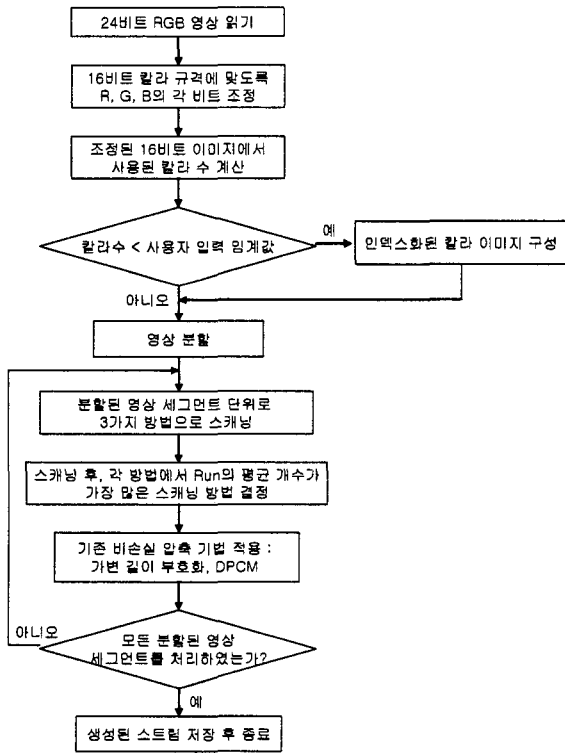 24비트 RGB 영상 읽기
16비트 칼라 규격에 맞도록
R, G, B의 각 비트 조정
조정된 16비트 이미지에서
사용된 칼라 수 계산
칼라수 < 사용자 입력 임계값
예
인덱스화된 칼라 이미지 구성
아니오
영상 분할
분할된 영상 세그먼트 단위로
3가지 방법으로 스캐닝
스캐닝 후, 각 방법에서 Run의 평균 개수가
가장 많은 스캐닝 방법 결정
기존 비손실 압축 기법 적용 :
가변 길이 부호화, DPCM
아니오
모든 분할된 영상
세그먼트를 처리하였는가?
예
생성된 스트림 저장 후 종료